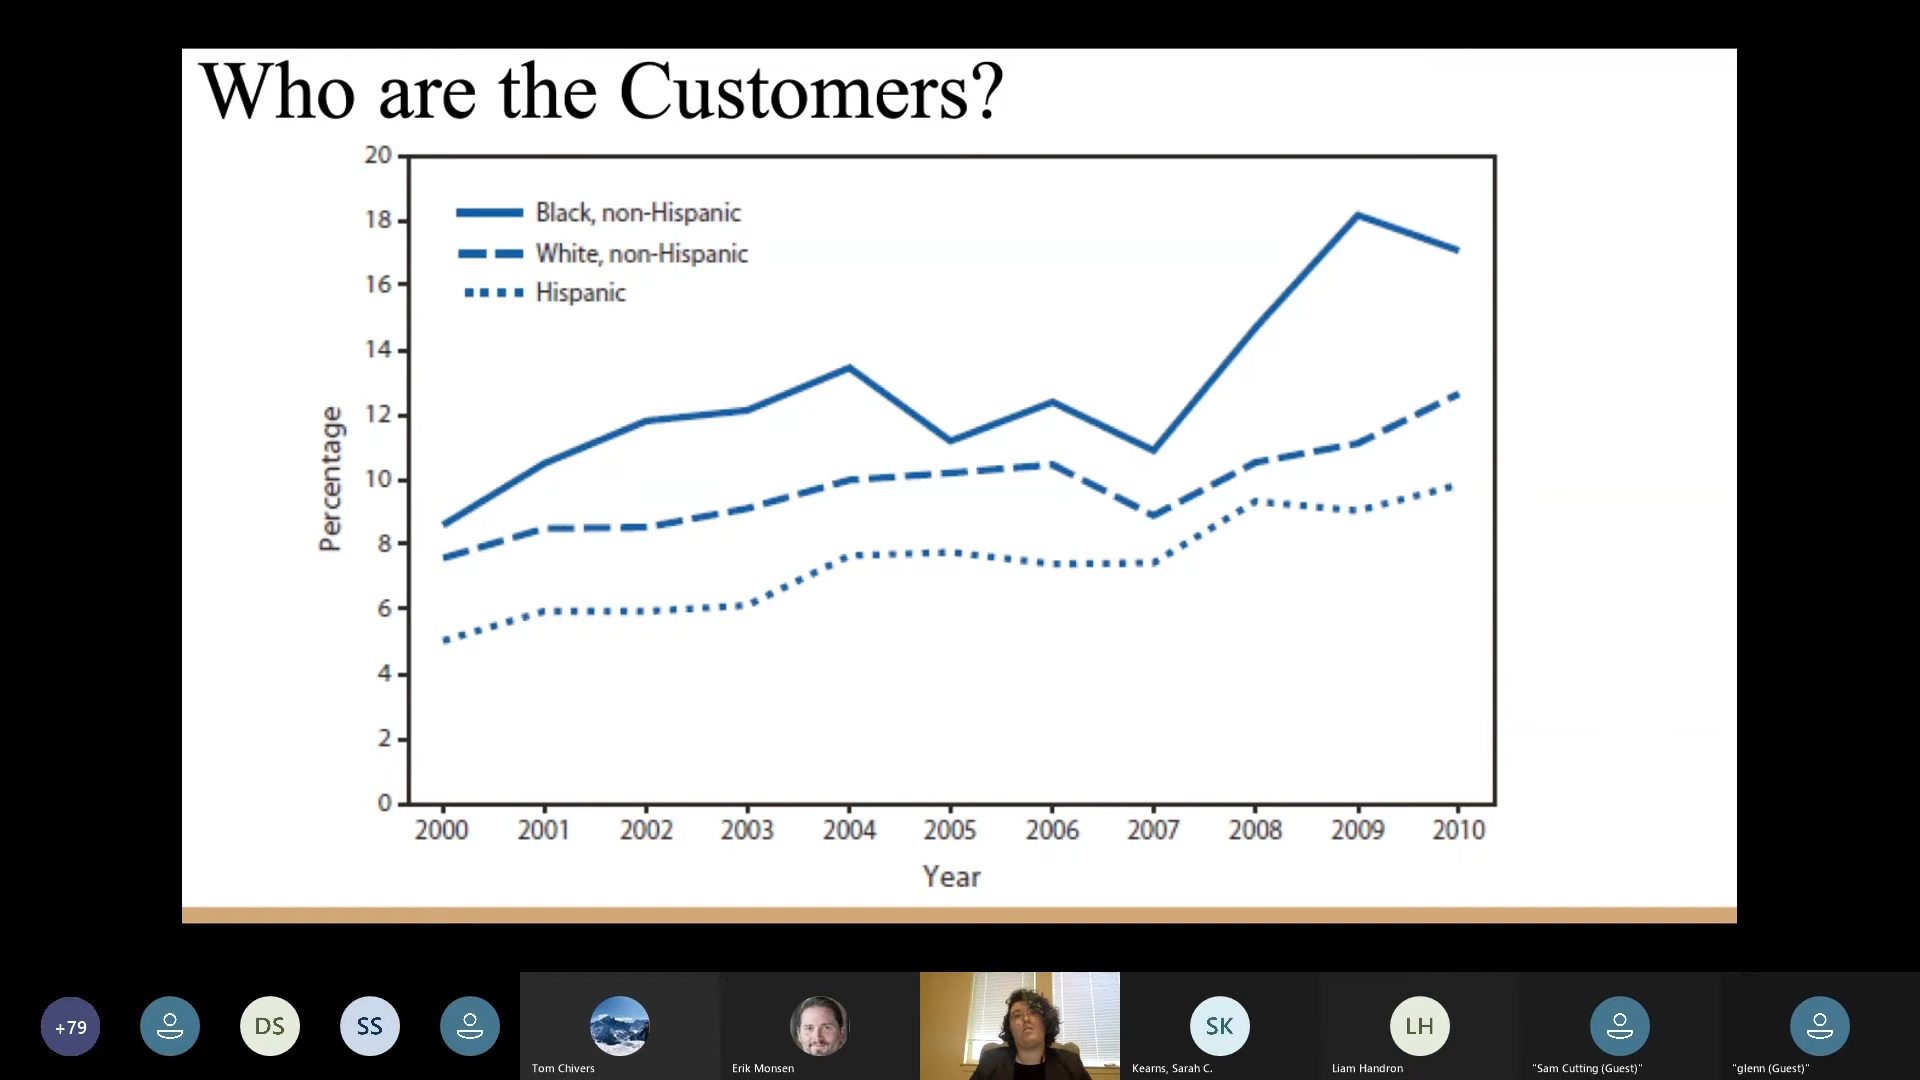 Who are the Customers?
20
18
16
14
12
10
8
6
4
2
0
Percentage
Black, non-Hispanic
White, non-Hispanic
Hispanic
2000 2001 2002 2003 2004 2005 2006 2007 2008 2009 2010
Year
+79
DS
SS
SK
LH
Tom Chivers
Erik Monsen
Kearns, Sarah C.
Liam Handron
"Sam Cutting (Guest)"
"glenn (Guest)"